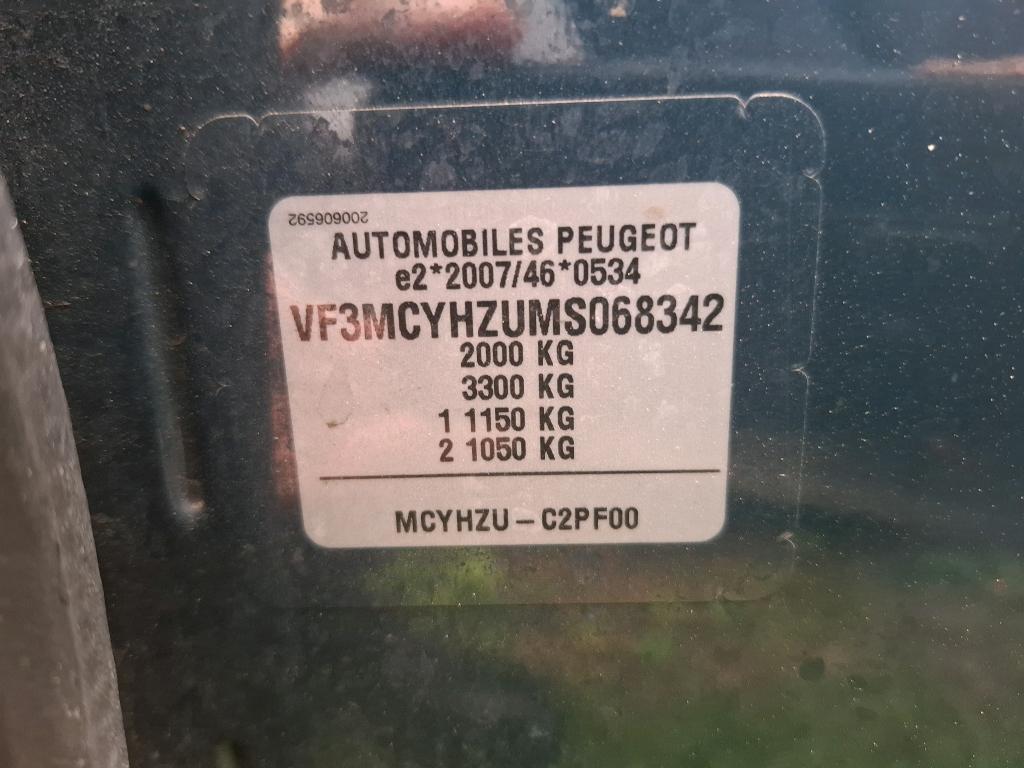 200606592
AUTOMOBILES PEUGEOT
e2*2007/46*0534
VF3MCYHZUMS068342
2000 KG
3300 KG
1 1150 KG
2 1050 KG
MCYHZU – C2PF00